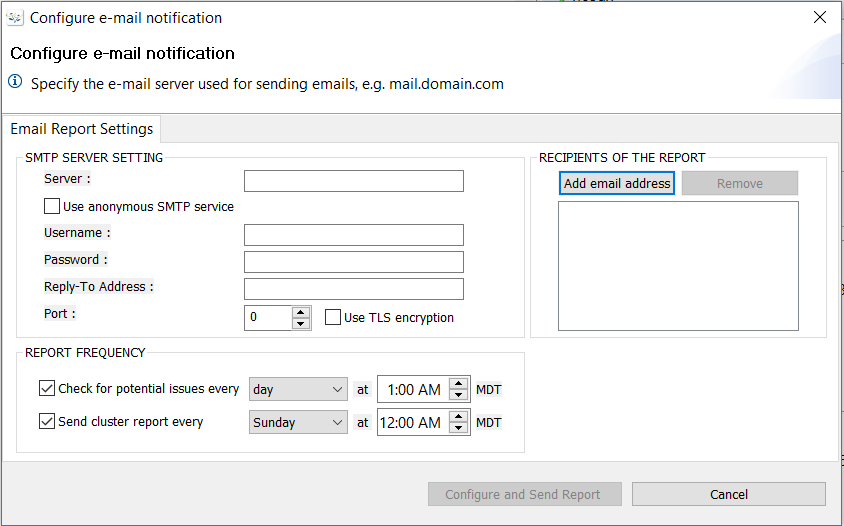 Configure e-mail notification
Configure e-mail notification
Specify the e-mail server used for sending emails, e.g. mail.domain.com
Email Report Settings
SMTP SERVER SETTING
Server :
Use anonymous SMTP service
Username :
Password :
Reply-To Address :
Port :
0
Use TLS encryption
RECIPIENTS OF THE REPORT
Add email address
Remove
REPORT FREQUENCY
Check for potential issues every day at 1:00 AM MDT
Send cluster report every Sunday at 12:00 AM MDT
Configure and Send Report
Cancel